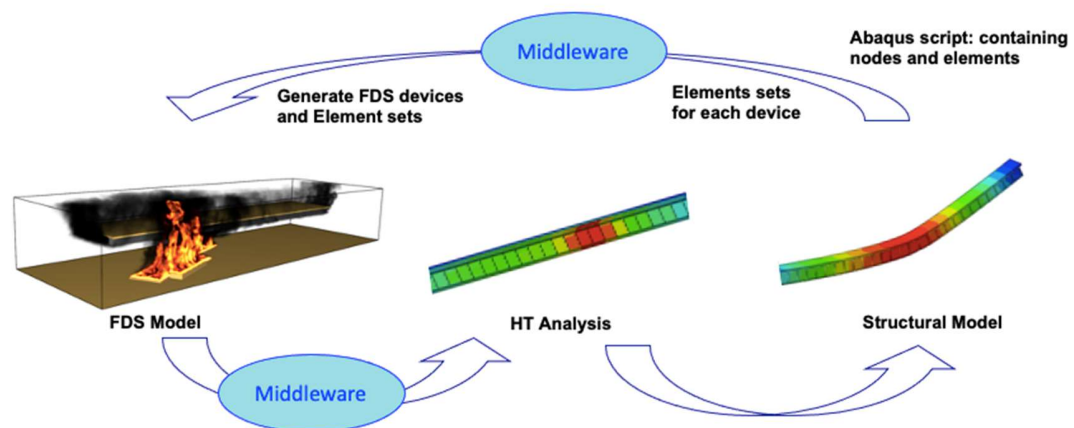 Middleware
Abaqus script: containing
nodes and elements
Generate FDS devices
and Element sets
Elements sets
for each device
FDS Model
HT Analysis
Structural Model
Middleware